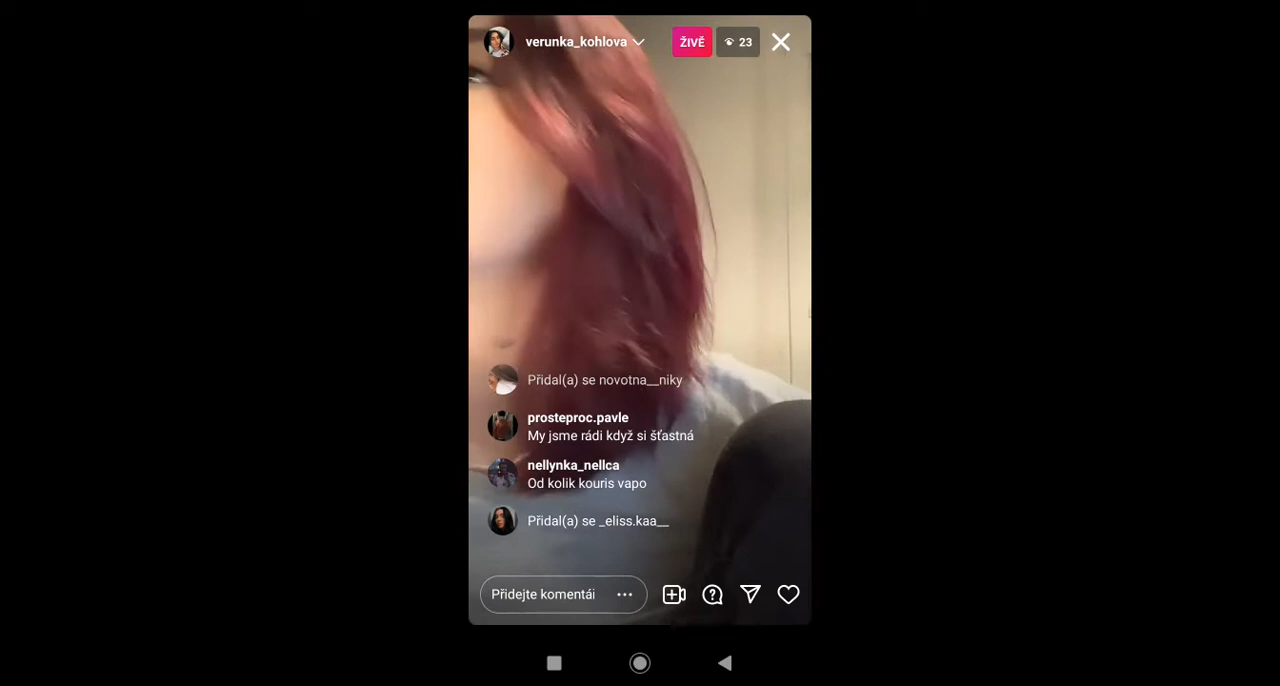 verunka_kohlova
ŽIVĚ
23
Přidal(a) se novotna__niky
prosteproc.pavle
My jsme rádi když si šťastná
nellynka_nellca
Od kolik kouris vapo
Přidal(a) se _eliss.kaa__
Přidejte komentái